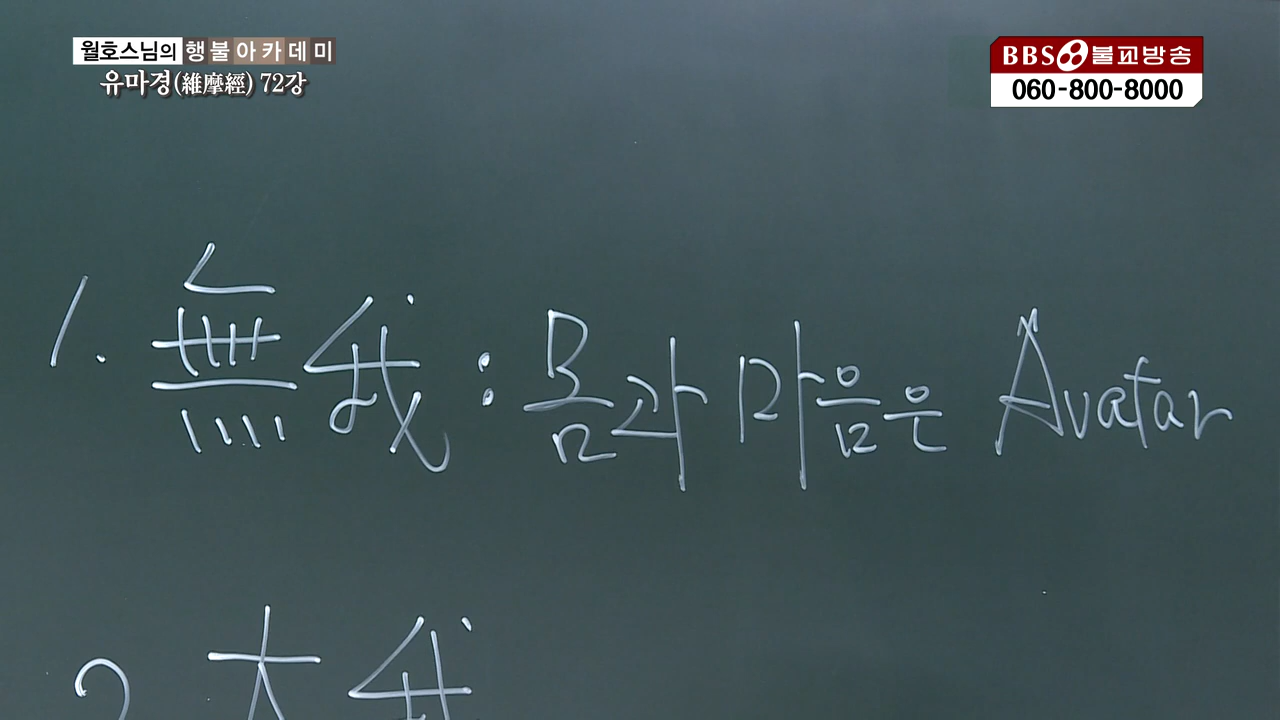 월호스님의 행불아카데미
유마경(維摩經) 72강
BBS 불교방송
060-800-8000
1. 無我 : 몸과 마음은 Avatar
2. 大我